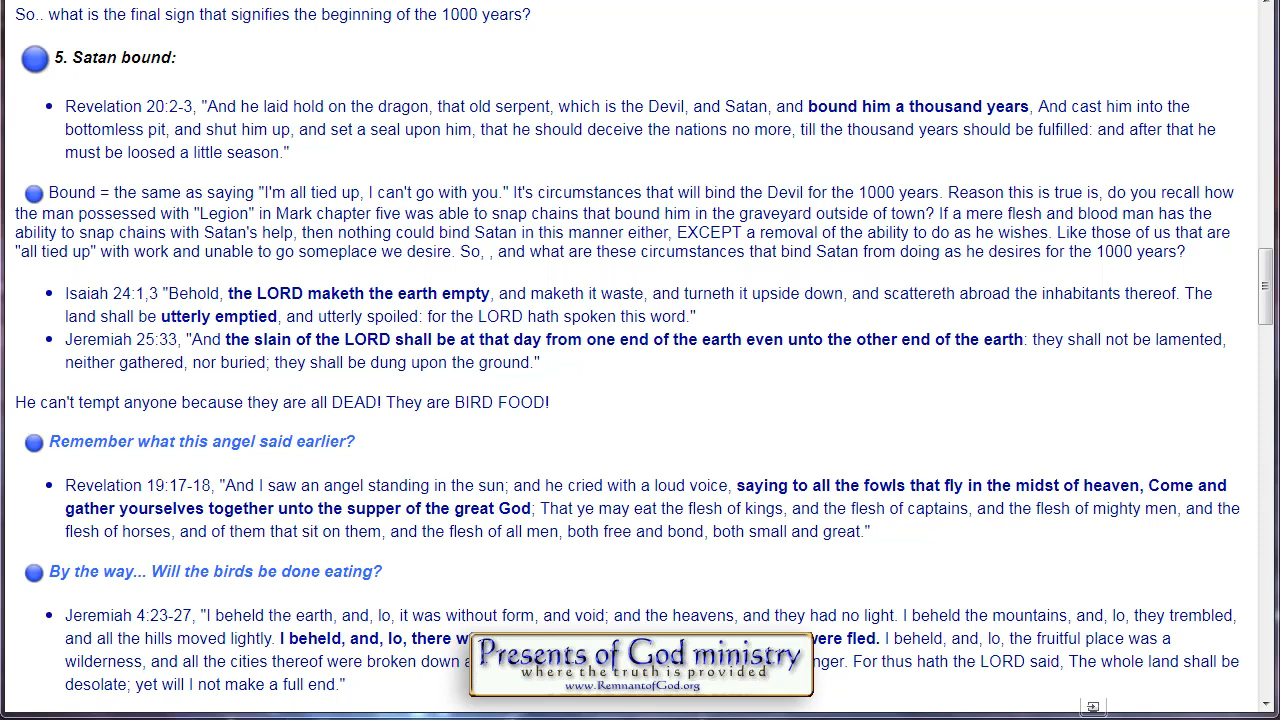 So.. what is the final sign that signifies the beginning of the 1000 years?
5. Satan bound:
Revelation 20:2-3, "And he laid hold on the dragon, that old serpent, which is the Devil, and Satan, and bound him a thousand years, And cast him into the
bottomless pit, and shut him up, and set a seal upon him, that he should deceive the nations no more, till the thousand years should be fulfilled: and after that he
must be loosed a little season."
Bound = the same as saying "I'm all tied up, I can't go with you." It's circumstances that will bind the Devil for the 1000 years. Reason this is true is, do you recall how
the man possessed with "Legion" in Mark chapter five was able to snap chains that bound him in the graveyard outside of town? If a mere flesh and blood man has the
ability to snap chains with Satan's help, then nothing could bind Satan in this manner either, EXCEPT a removal of the ability to do as he wishes. Like those of us that are
"all tied up" with work and unable to go someplace we desire. So, , and what are these circumstances that bind Satan from doing as he desires for the 1000 years?
Isaiah 24:1,3 "Behold, the LORD maketh the earth empty, and maketh it waste, and turneth it upside down, and scattereth abroad the inhabitants thereof. The
land shall be utterly emptied, and utterly spoiled: for the LORD hath spoken this word."
Jeremiah 25:33, "And the slain of the LORD shall be at that day from one end of the earth even unto the other end of the earth: they shall not be lamented,
neither gathered, nor buried; they shall be dung upon the ground."
He can't tempt anyone because they are all DEAD! They are BIRD FOOD!
Remember what this angel said earlier?
Revelation 19:17-18, "And I saw an angel standing in the sun; and he cried with a loud voice, saying to all the fowls that fly in the midst of heaven, Come and
gather yourselves together unto the supper of the great God; That ye may eat the flesh of kings, and the flesh of captains, and the flesh of mighty men, and the
flesh of horses, and of them that sit on them, and the flesh of all men, both free and bond, both small and great."
By the way... Will the birds be done eating?
Jeremiah 4:23-27, "I beheld the earth, and, lo, it was without form, and void; and the heavens, and they had no light. I beheld the mountains, and, lo, they trembled,
and all the hills moved lightly. I beheld, and, lo, there were fled. I beheld, and, lo, the fruitful place was a
wilderness, and all the cities thereof were broken down For thus hath the LORD said, The whole land shall be
desolate; yet will I not make a full end."
Presents of God ministry
where the truth is provided
www.RemnantofGod.org